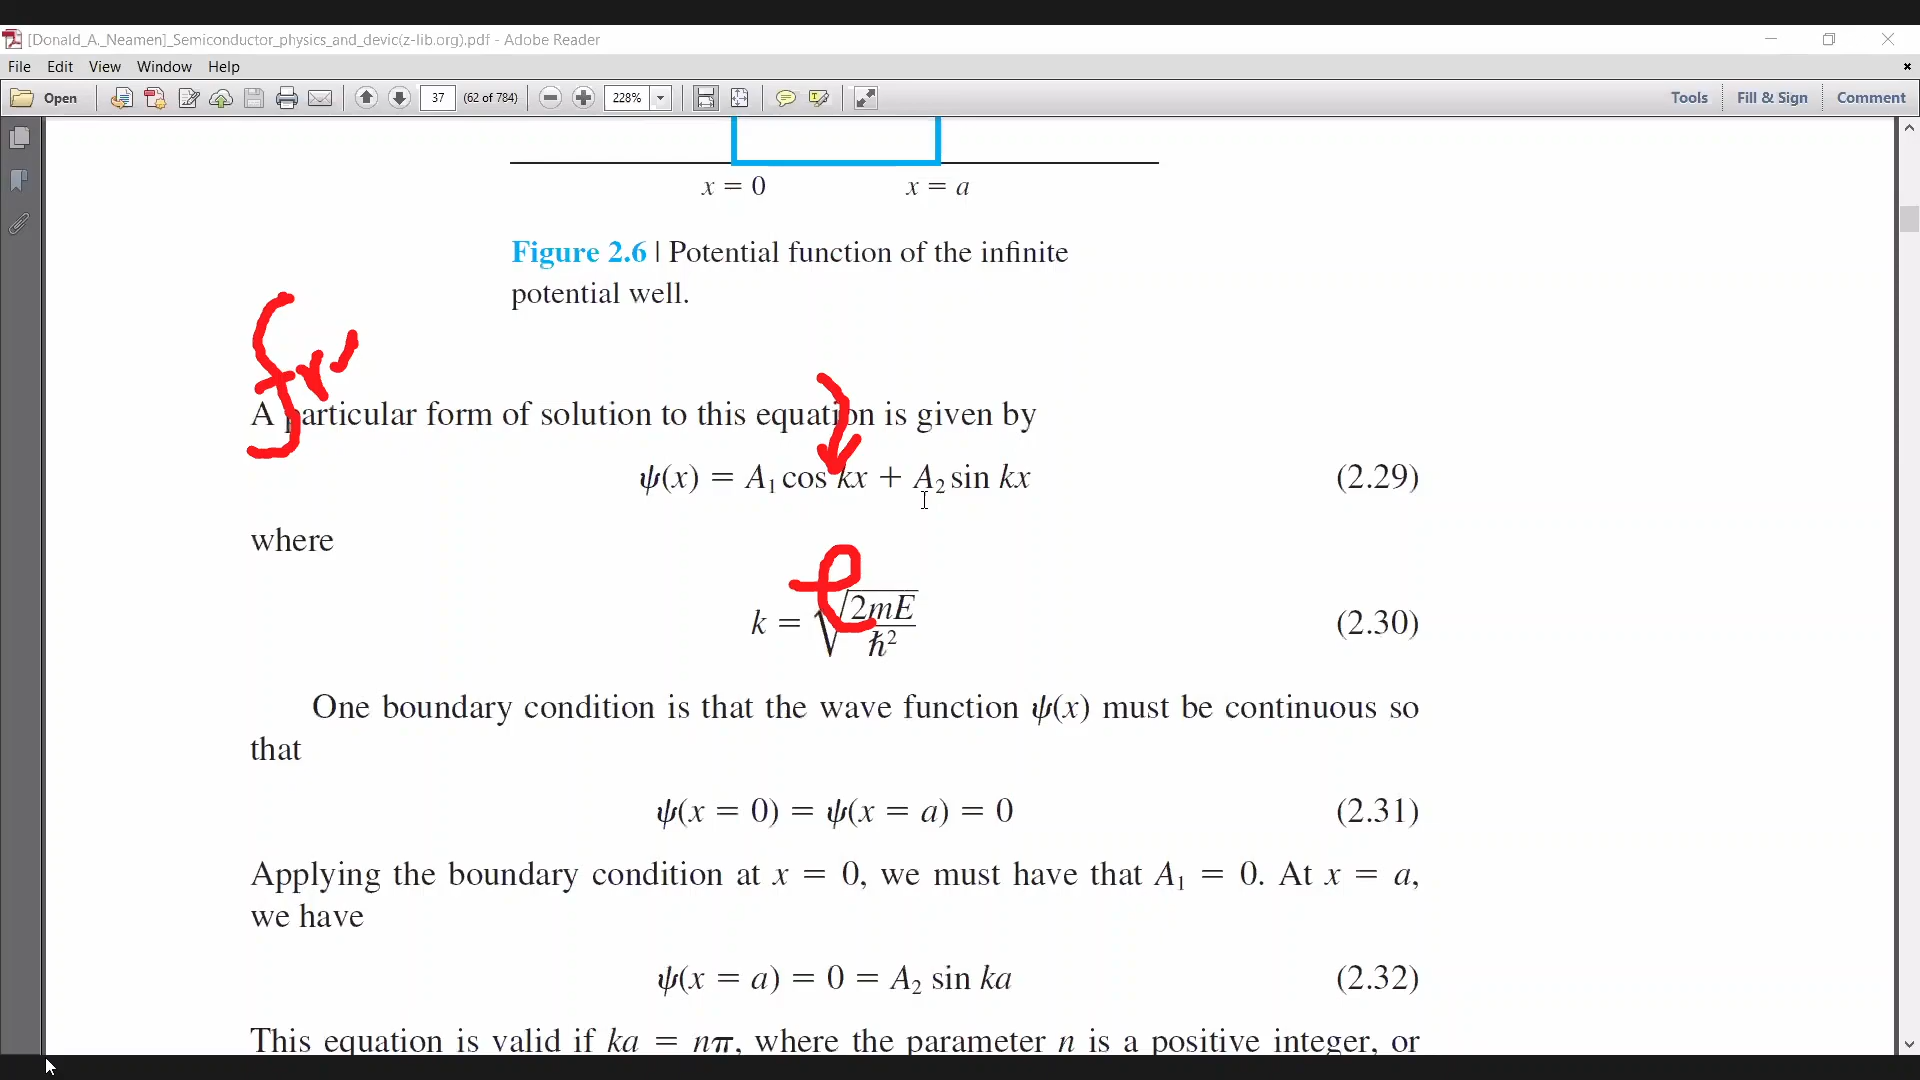 [Donald_A._Neamen]_Semiconductor_physics_and_devic(z-lib.org).pdf - Adobe Reader
File Edit View Window Help
Open 37 (62 of 784) 228% Tools Fill & Sign Comment
x = 0 x = a
Figure 2.6 | Potential function of the infinite
potential well.
A particular form of solution to this equation is given by
ψ(x) = A₁ cos kx + A₂ sin kx (2.29)
where
k = √(2mE/ħ²) (2.30)
One boundary condition is that the wave function ψ(x) must be continuous so
that
ψ(x = 0) = ψ(x = a) = 0 (2.31)
Applying the boundary condition at x = 0, we must have that A₁ = 0. At x = a,
we have
ψ(x = a) = 0 = A₂ sin ka (2.32)
This equation is valid if ka = nπ, where the parameter n is a positive integer, or